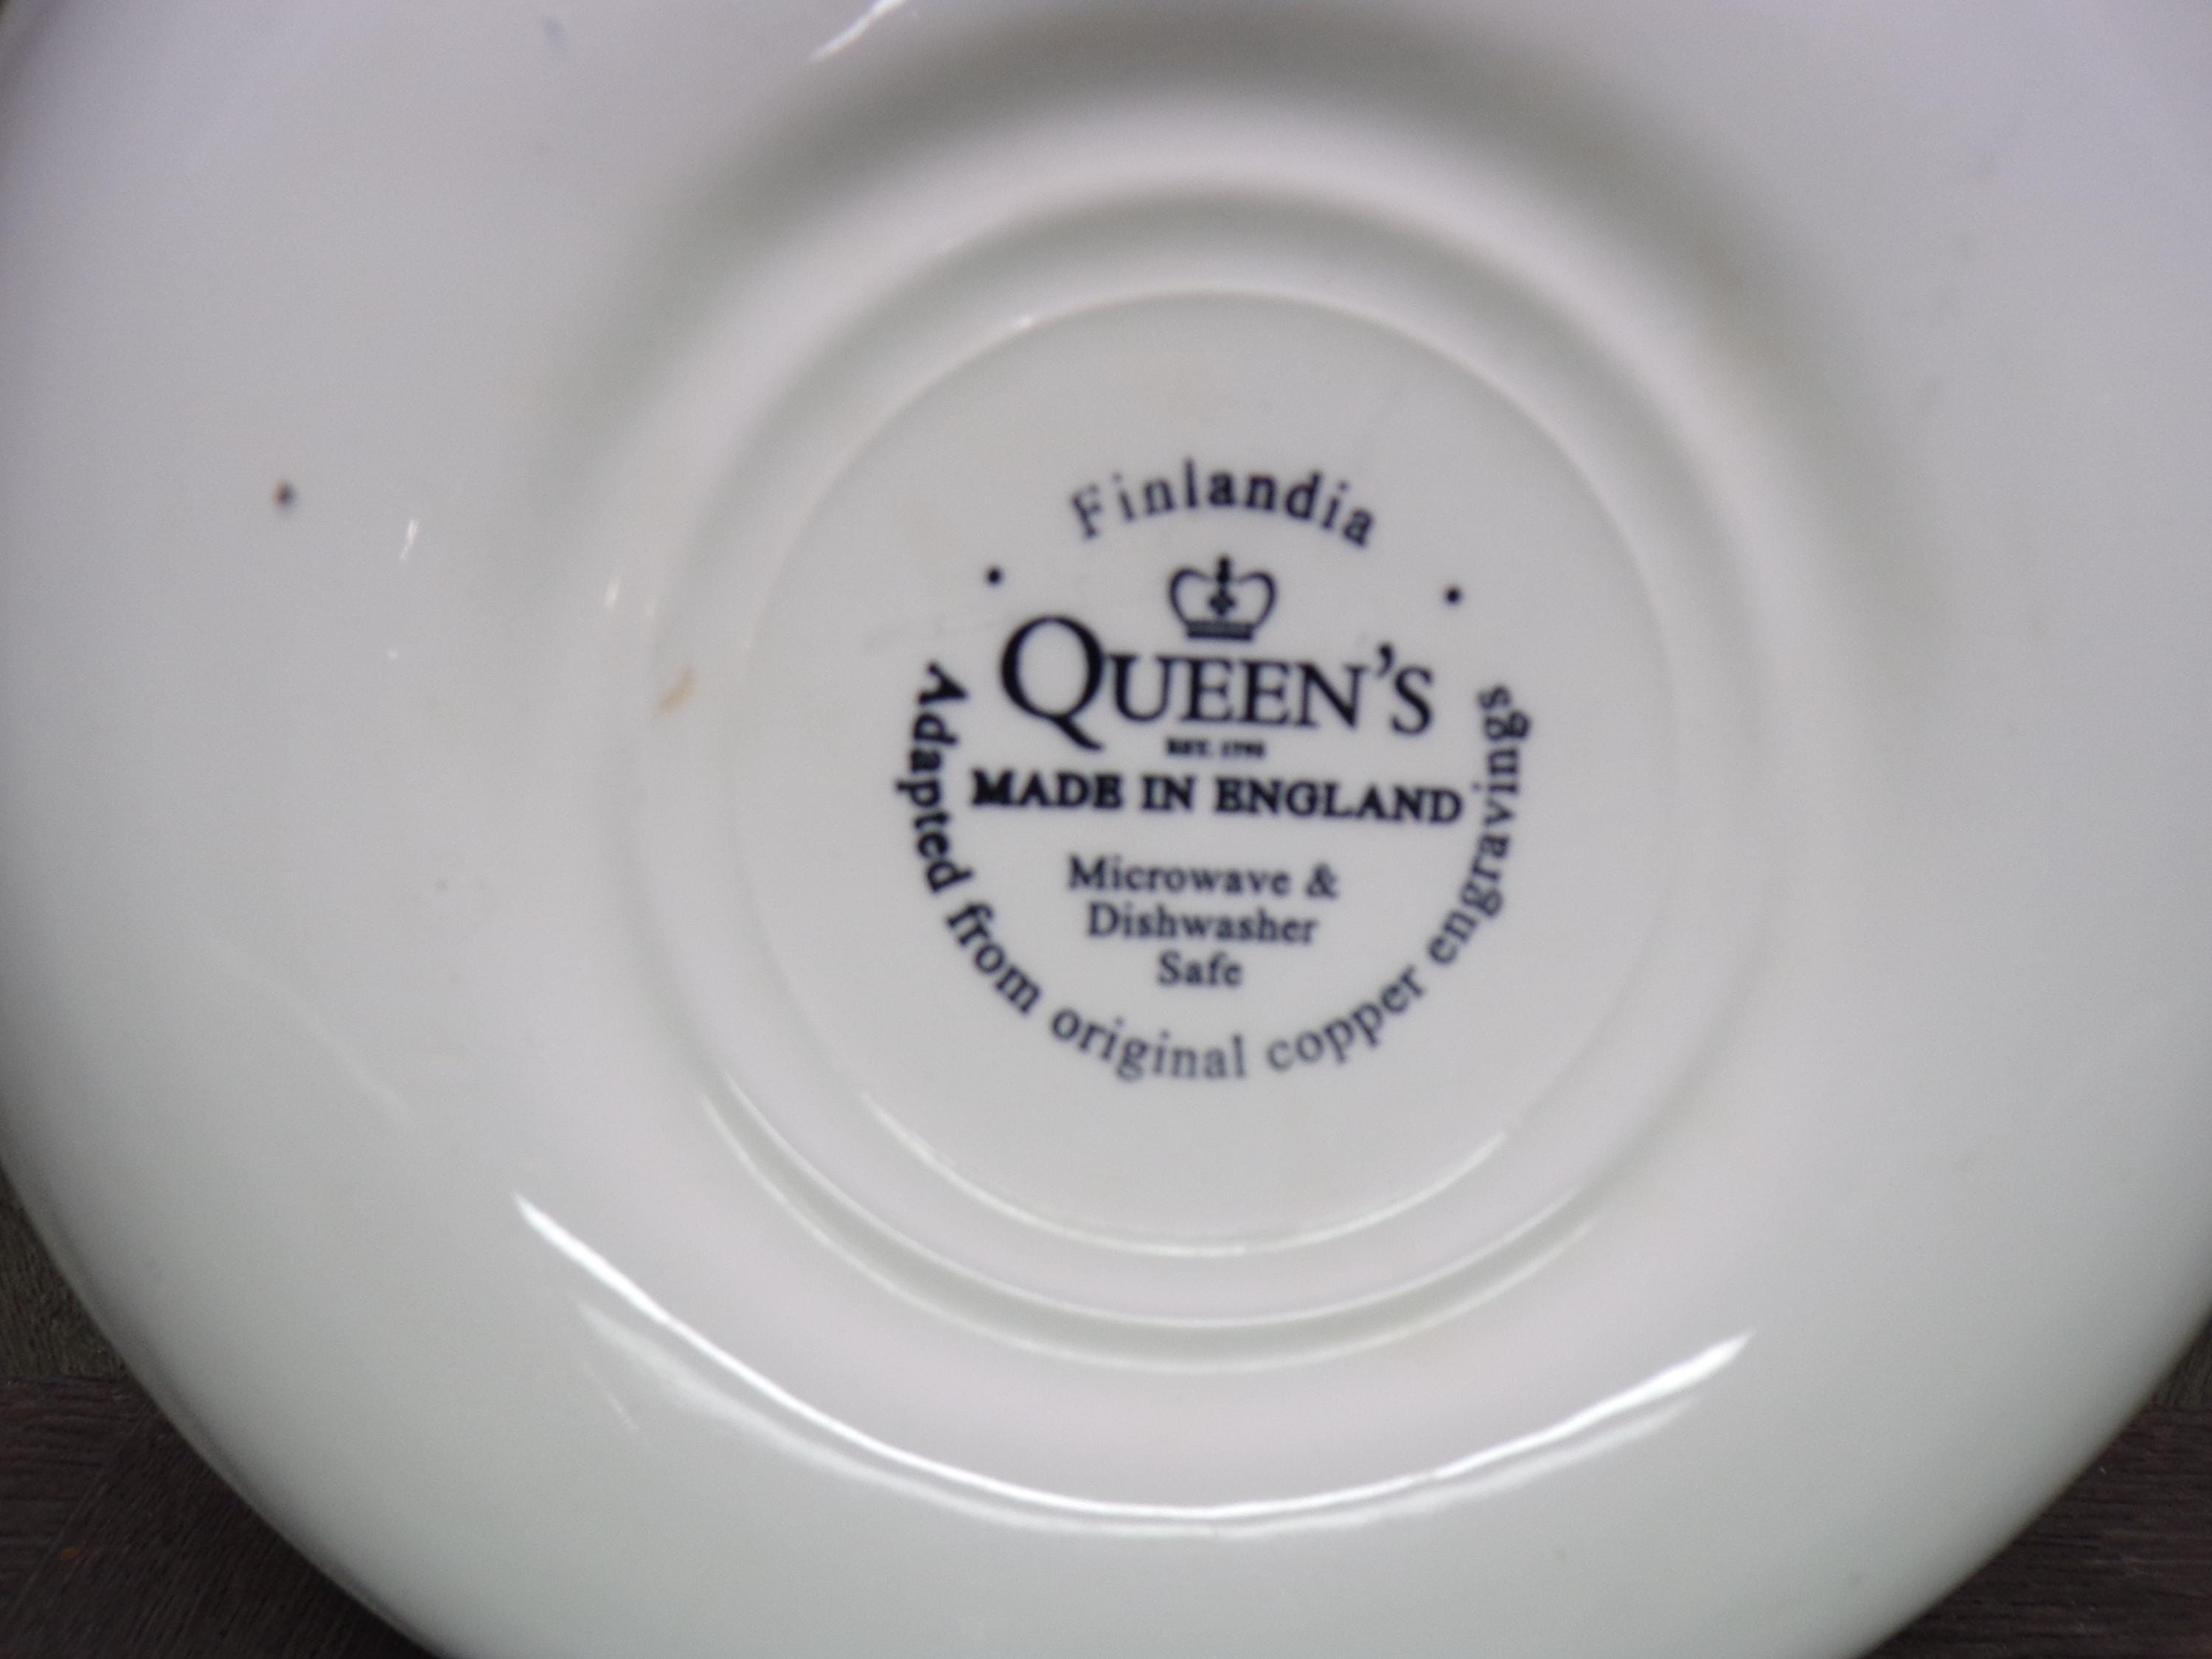 Finlandia
QUEEN'S
MADE IN ENGLAND
Microwave &
Dishwasher
Safe
Adapted from original copper engravings